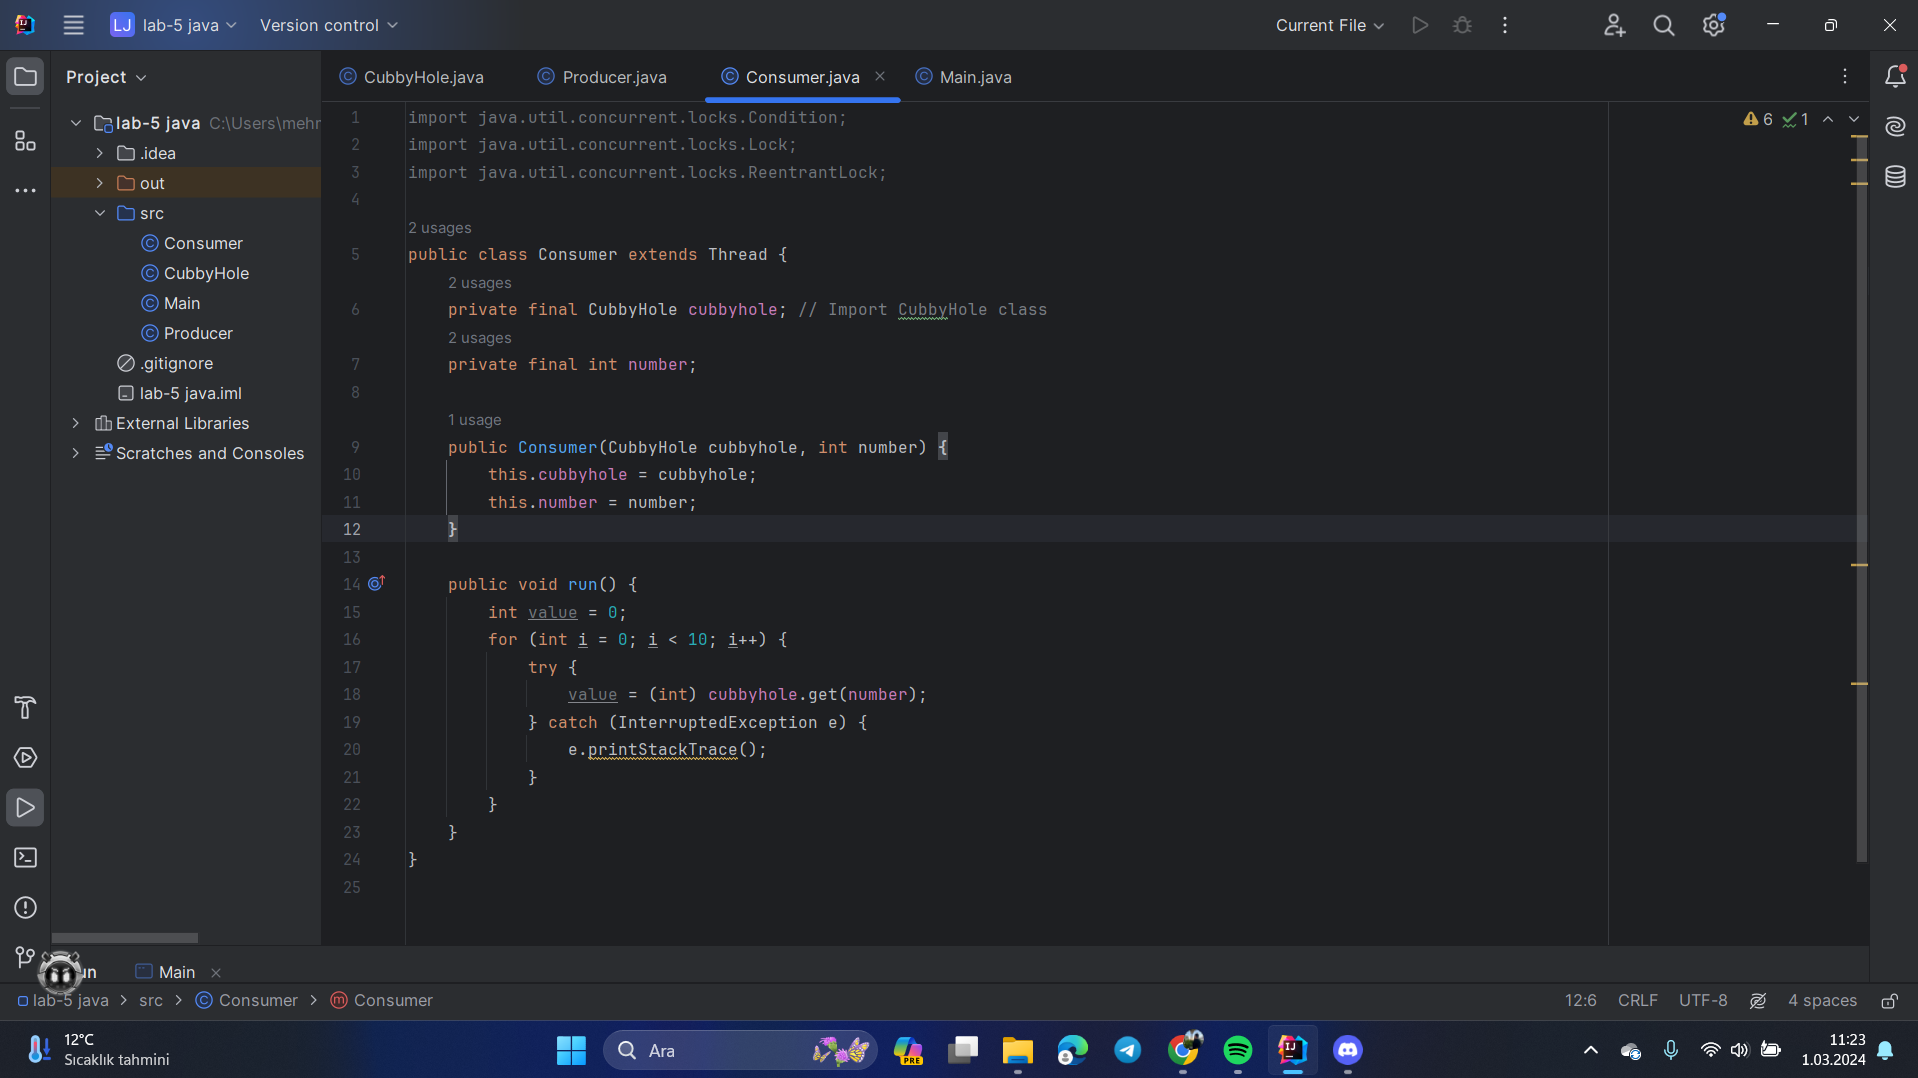 LJ lab-5 java Version control Current File
Project
CubbyHole.java Producer.java Consumer.java Main.java
lab-5 java C:\Users\mehr
.idea
out
src
Consumer
CubbyHole
Main
Producer
.gitignore
lab-5 java.iml
External Libraries
Scratches and Consoles
6 1
1 import java.util.concurrent.locks.Condition;
2 import java.util.concurrent.locks.Lock;
3 import java.util.concurrent.locks.ReentrantLock;
4
2 usages
5 public class Consumer extends Thread {
2 usages
6 private final CubbyHole cubbyhole; // Import CubbyHole class
2 usages
7 private final int number;
8
1 usage
9 public Consumer(CubbyHole cubbyhole, int number) {
10 this.cubbyhole = cubbyhole;
11 this.number = number;
12 }
13
14 public void run() {
15 int value = 0;
16 for (int i = 0; i < 10; i++) {
17 try {
18 value = (int) cubbyhole.get(number);
19 } catch (InterruptedException e) {
20 e.printStackTrace();
21 }
22 }
23 }
24 }
25
un Main
lab-5 java > src > Consumer > Consumer
12:6 CRLF UTF-8 4 spaces
12°C
Sıcaklık tahmini
Ara
PRE
11:23
1.03.2024